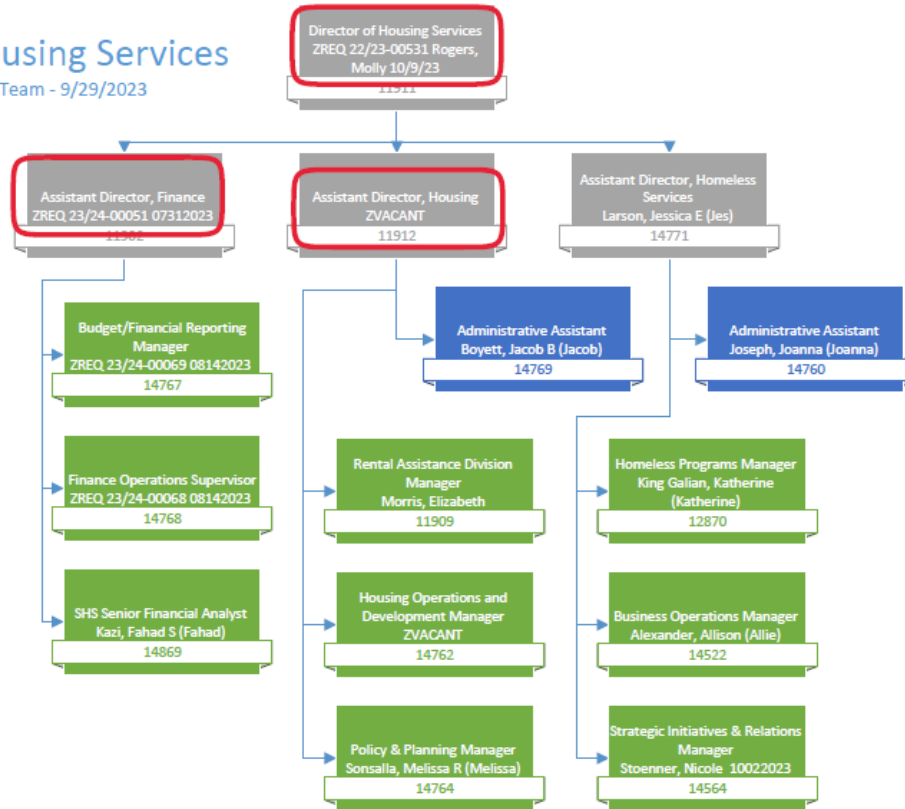 using Services
Team - 9/29/2023
Director of Housing Services
ZREQ 22/23-00531 Rogers,
Molly 10/9/23
11911
Assistant Director, Finance
ZREQ 23/24-00051 07312023
Assistant Director, Housing
ZVACANT
11912
Assistant Director, Homeless
Services
Larson, Jessica E (Jes)
14771
Budget/Financial Reporting
Manager
ZREQ 23/24-00069 08142023
14767
Administrative Assistant
Boyett, Jacob B (Jacob)
14769
Administrative Assistant
Joseph, Joanna (Joanna)
14760
Finance Operations Supervisor
ZREQ 23/24-00068 08142023
14768
Rental Assistance Division
Manager
Morris, Elizabeth
11909
Homeless Programs Manager
King Galian, Katherine
(Katherine)
12870
SHS Senior Financial Analyst
Kazi, Fahad S (Fahad)
14869
Housing Operations and
Development Manager
ZVACANT
14762
Business Operations Manager
Alexander, Allison (Allie)
14522
Policy & Planning Manager
Sonsalla, Melissa R (Melissa)
14764
Strategic Initiatives & Relations
Manager
Stoenner, Nicole 10022023
14564